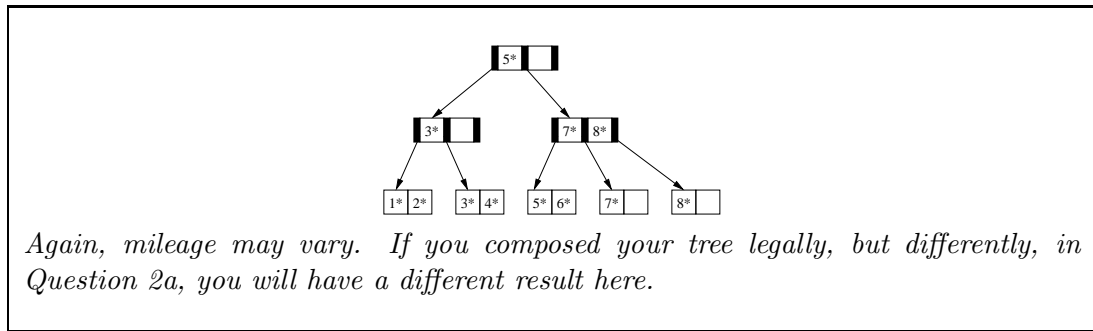 5*
3*
7* 8*
1* 2* 3* 4* 5* 6* 7* 8*
Again, mileage may vary. If you composed your tree legally, but differently, in
Question 2a, you will have a different result here.